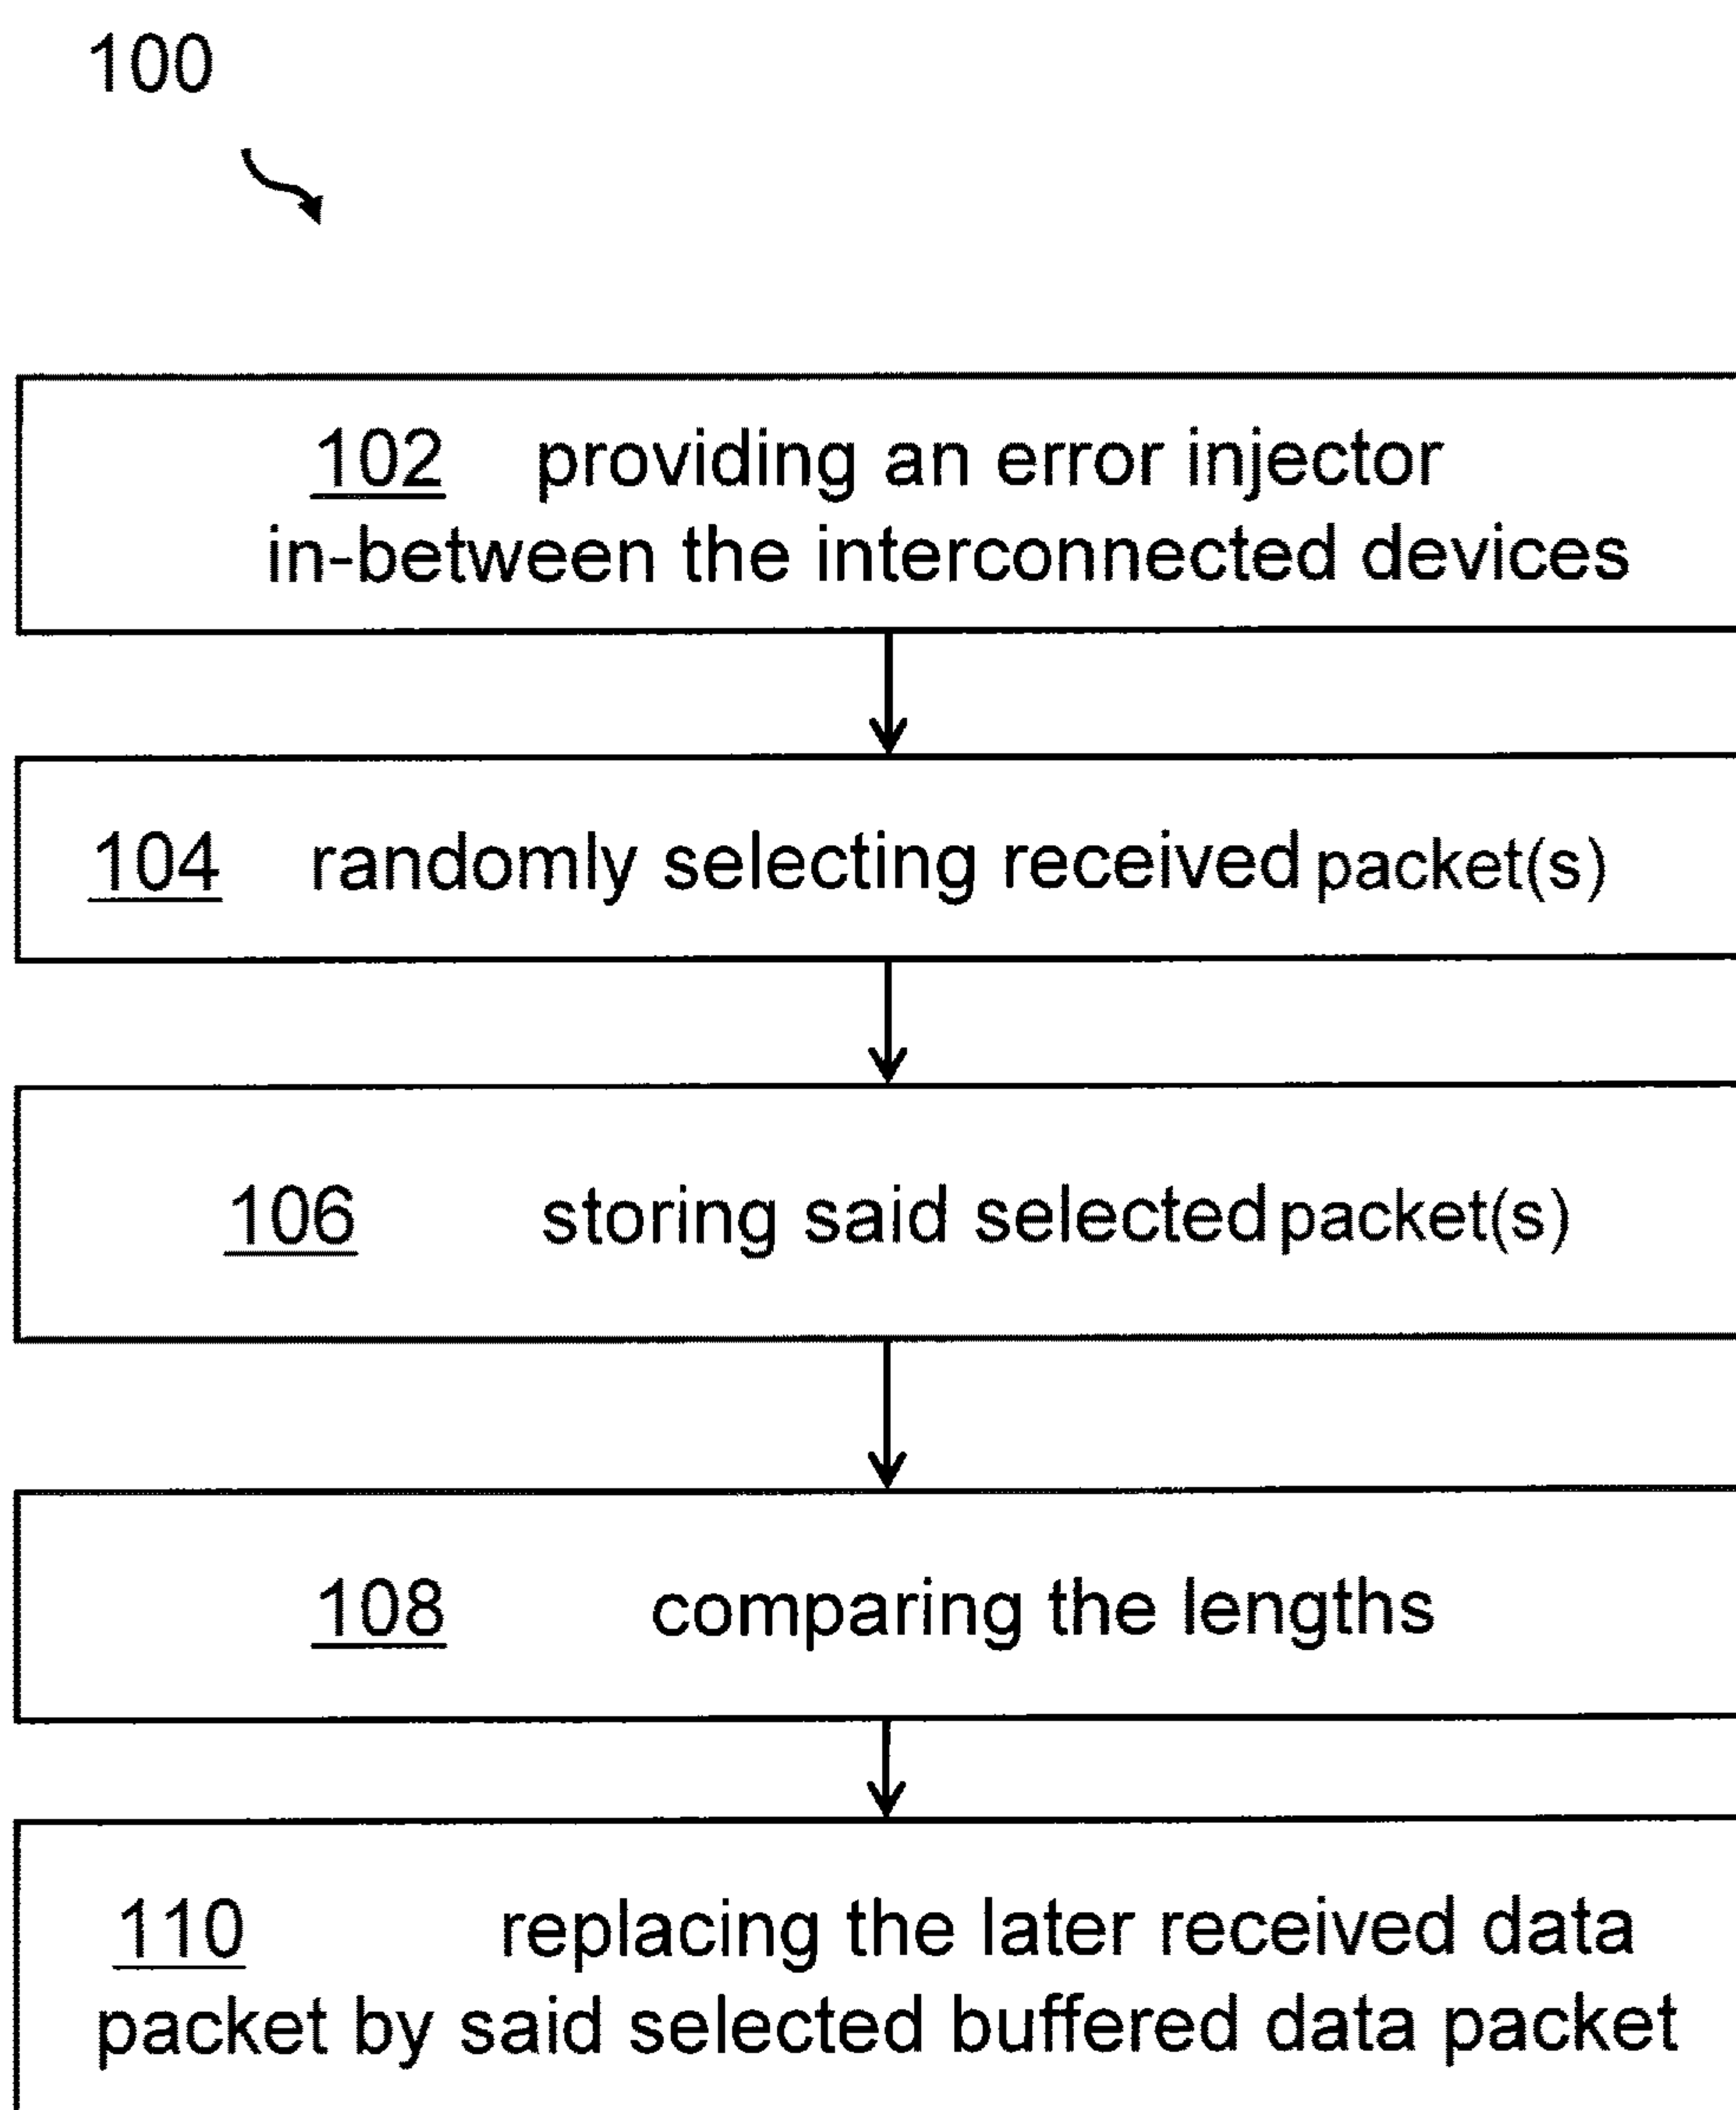 100
102 providing an error injector
in-between the interconnected devices
104 randomly selecting received packet(s)
106 storing said selected packet(s)
108 comparing the lengths
110 replacing the later received data
packet by said selected buffered data packet